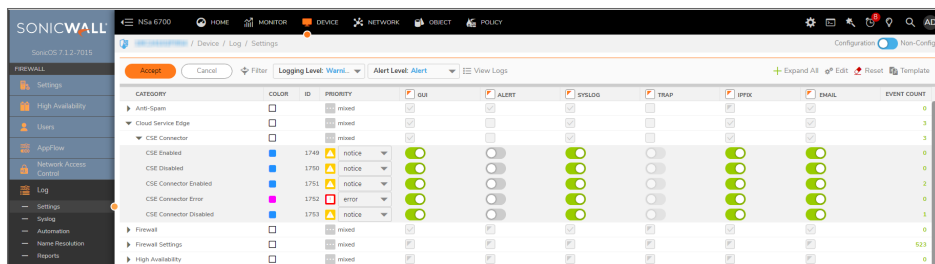 SONICWALL
SonicOS 7.1.2-7015
NSa 6700 HOME MONITOR DEVICE NETWORK OBJECT POLICY 8 AD
/ Device / Log / Settings Configuration Non-Config
FIREWALL
Settings
High Availability
Users
AppFlow
Network Access Control
Log
Settings
Syslog
Automation
Name Resolution
Reports
Accept Cancel Filter Logging Level: Warni... Alert Level: Alert View Logs Expand All Edit Reset Template
CATEGORY COLOR ID PRIORITY GUI ALERT SYSLOG TRAP IPFIX EMAIL EVENT COUNT
Anti-Spam mixed 0
Cloud Service Edge mixed 3
CSE Connector mixed 3
CSE Enabled 1749 notice 0
CSE Disabled 1750 notice 0
CSE Connector Enabled 1751 notice 2
CSE Connector Error 1752 error 0
CSE Connector Disabled 1753 notice 1
Firewall mixed 0
Firewall Settings mixed 523
High Availability mixed 0